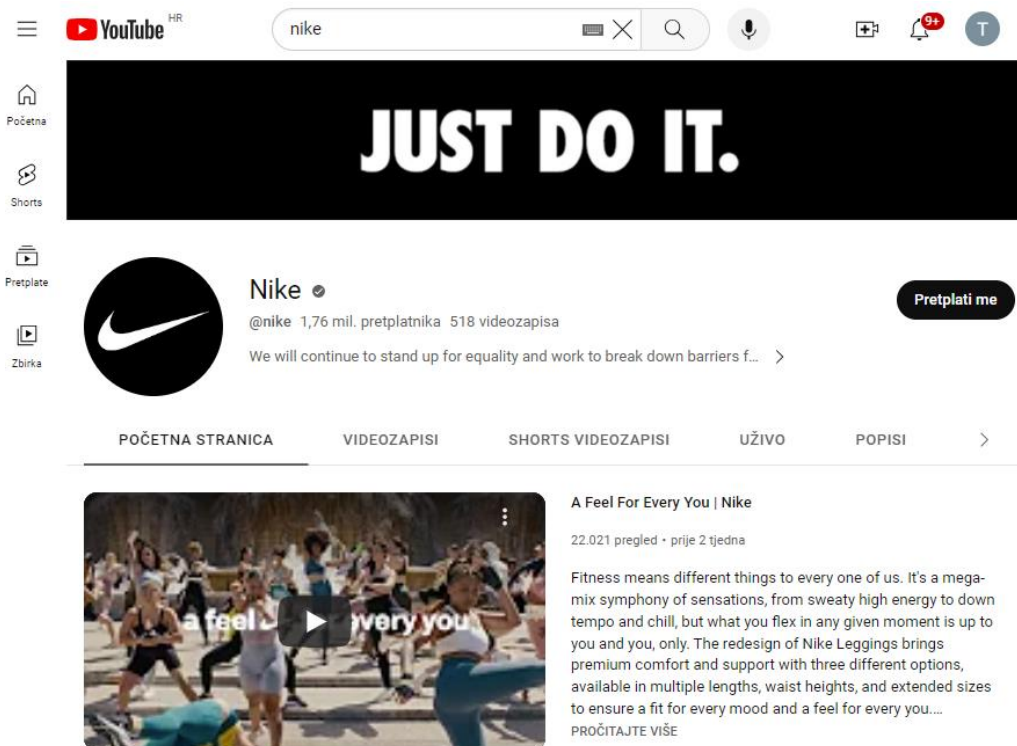 YouTube HR
nike
9+
T
Početna
Shorts
Pretplate
Zbirka
JUST DO IT.
Nike
@nike 1,76 mil. pretplatnika 518 videozapisa
We will continue to stand up for equality and work to break down barriers f...
Pretplati me
POČETNA STRANICA VIDEOZAPISI SHORTS VIDEOZAPISI UŽIVO POPISI
a feel every you
A Feel For Every You | Nike
22.021 pregled • prije 2 tjedna
Fitness means different things to every one of us. It's a mega-
mix symphony of sensations, from sweaty high energy to down
tempo and chill, but what you flex in any given moment is up to
you and you, only. The redesign of Nike Leggings brings
premium comfort and support with three different options,
available in multiple lengths, waist heights, and extended sizes
to ensure a fit for every mood and a feel for every you....
PROČITAJTE VIŠE